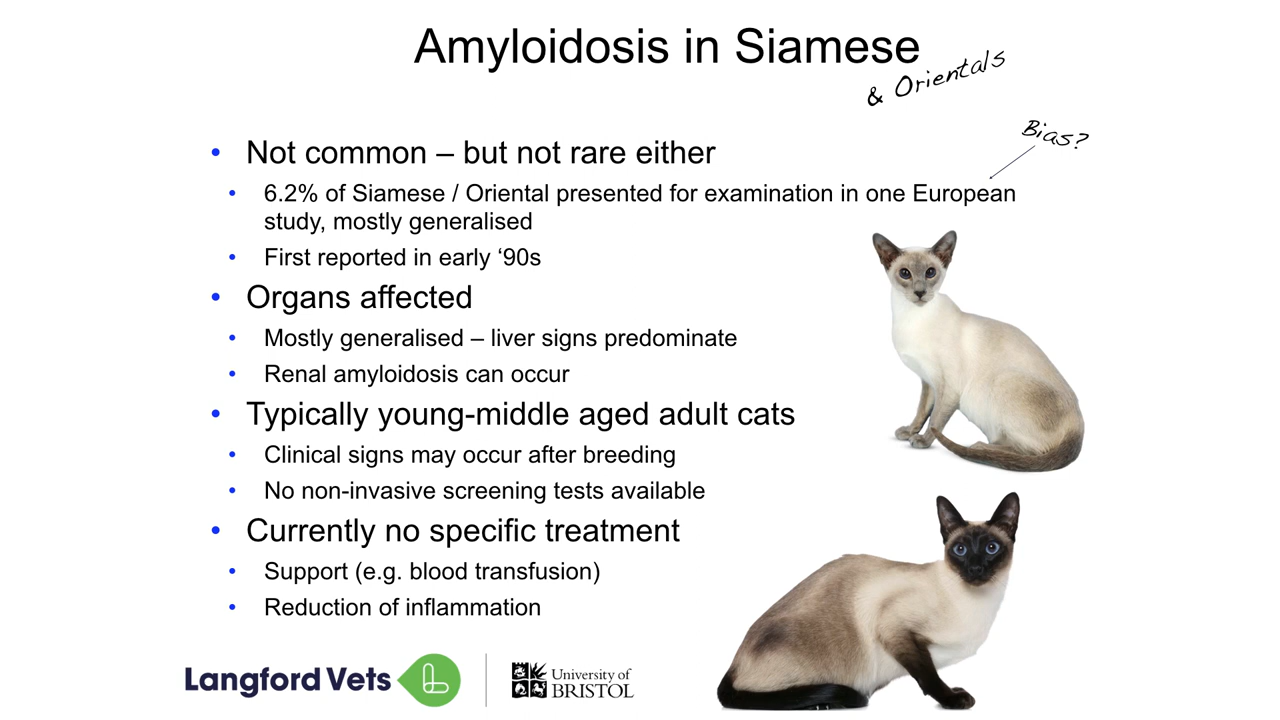 Amyloidosis in Siamese
& Orientals
Bias?
• Not common – but not rare either
• 6.2% of Siamese / Oriental presented for examination in one European
study, mostly generalised
• First reported in early ‘90s
• Organs affected
• Mostly generalised – liver signs predominate
• Renal amyloidosis can occur
• Typically young-middle aged adult cats
• Clinical signs may occur after breeding
• No non-invasive screening tests available
• Currently no specific treatment
• Support (e.g. blood transfusion)
• Reduction of inflammation
Langford Vets
University of
BRISTOL